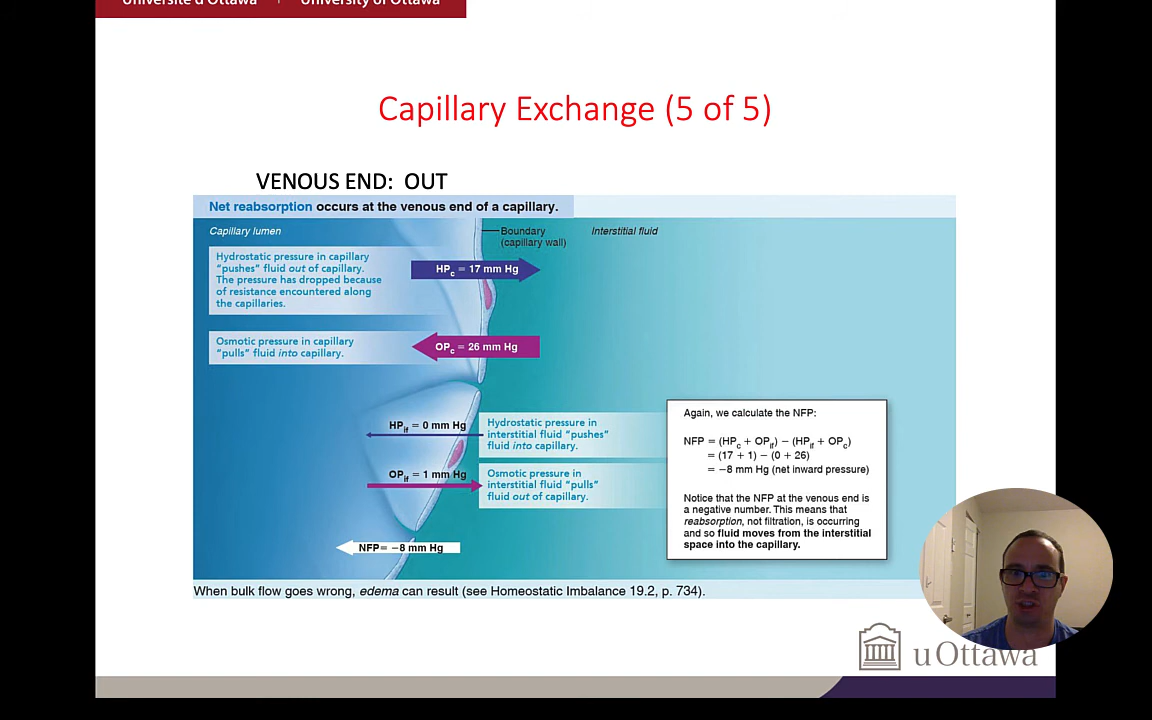 Université d'Ottawa | University of Ottawa
Capillary Exchange (5 of 5)
VENOUS END: OUT
Net reabsorption occurs at the venous end of a capillary.
Capillary lumen
Boundary
(capillary wall)
Interstitial fluid
Hydrostatic pressure in capillary
"pushes" fluid out of capillary.
The pressure has dropped because
of resistance encountered along
the capillaries.
HPc = 17 mm Hg
Osmotic pressure in capillary
"pulls" fluid into capillary.
OPc = 26 mm Hg
HPif = 0 mm Hg
Hydrostatic pressure in
interstitial fluid "pushes"
fluid into capillary.
OPif = 1 mm Hg
Osmotic pressure in
interstitial fluid "pulls"
fluid out of capillary.
NFP= −8 mm Hg
Again, we calculate the NFP:
NFP = (HPc + OPif) − (HPif + OPc)
= (17 + 1) − (0 + 26)
= −8 mm Hg (net inward pressure)
Notice that the NFP at the venous end is
a negative number. This means that
reabsorption, not filtration, is occurring
and so fluid moves from the interstitial
space into the capillary.
When bulk flow goes wrong, edema can result (see Homeostatic Imbalance 19.2, p. 734).
uOttawa